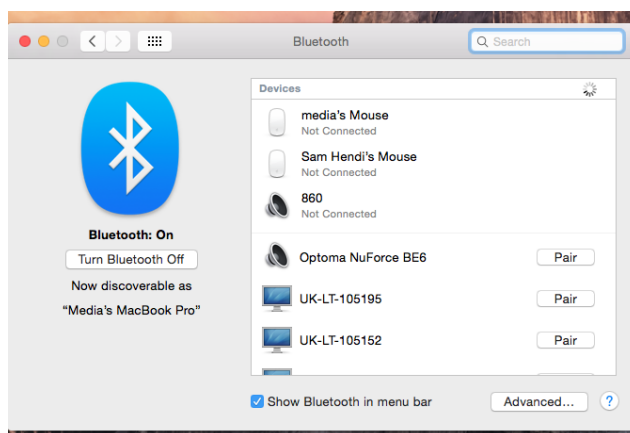 Bluetooth
Search
Devices
media's Mouse
Not Connected
Sam Hendi's Mouse
Not Connected
860
Not Connected
Optoma NuForce BE6
Pair
UK-LT-105195
Pair
UK-LT-105152
Pair
Bluetooth: On
Turn Bluetooth Off
Now discoverable as
“Media's MacBook Pro”
Show Bluetooth in menu bar
Advanced...
?